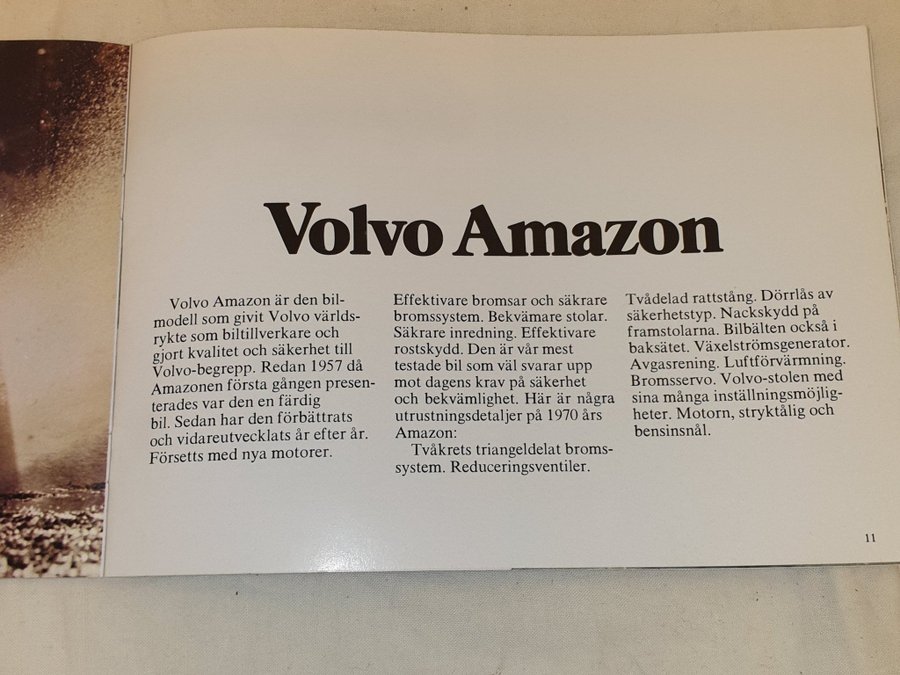 Volvo Amazon
Volvo Amazon är den bil-
modell som givit Volvo världs-
rykte som biltillverkare och
gjort kvalitet och säkerhet till
Volvo-begrepp. Redan 1957 då
Amazonen första gången presen-
terades var den en färdig
bil. Sedan har den förbättrats
och vidareutvecklats år efter år.
Försetts med nya motorer.
Effektivare bromsar och säkrare
bromssystem. Bekvämare stolar.
Säkrare inredning. Effektivare
rostskydd. Den är vår mest
testade bil som väl svarar upp
mot dagens krav på säkerhet
och bekvämlighet. Här är några
utrustningsdetaljer på 1970 års
Amazon:
Tvåkrets triangeldelat broms-
system. Reduceringsventiler.
Tvådelad rattstång. Dörrlås av
säkerhetstyp. Nackskydd på
framstolarna. Bilbälten också i
baksätet. Växelströmsgenerator.
Avgasrening. Luftförvärmning.
Bromsservo. Volvo-stolen med
sina många inställningsmöjlig-
heter. Motorn, stryktålig och
bensinsnål.
11